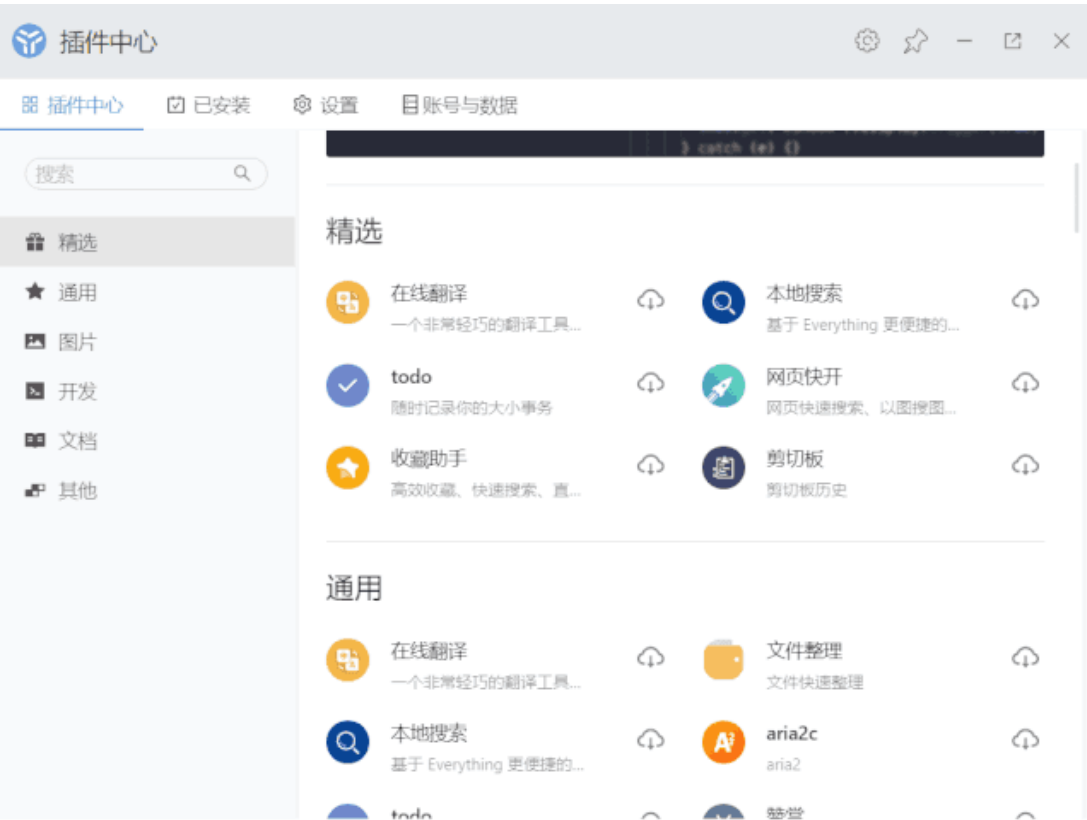 插件中心
插件中心 已安装 设置 账号与数据
} catch (e) {}
搜索
精选
通用
图片
开发
文档
其他
精选
在线翻译
一个非常轻巧的翻译工具...
本地搜索
基于 Everything 更便捷的...
todo
随时记录你的大小事务
网页快开
网页快速搜索、以图搜图...
收藏助手
高效收藏、快速搜索、直...
剪切板
剪切板历史
通用
在线翻译
一个非常轻巧的翻译工具...
文件整理
文件快速整理
本地搜索
基于 Everything 更便捷的...
aria2c
aria2
todo
赞赏